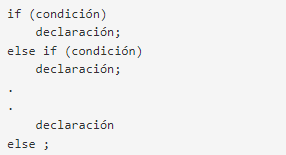 if (condición)
    declaración;
else if (condición)
    declaración;
.
.
    declaración
else ;